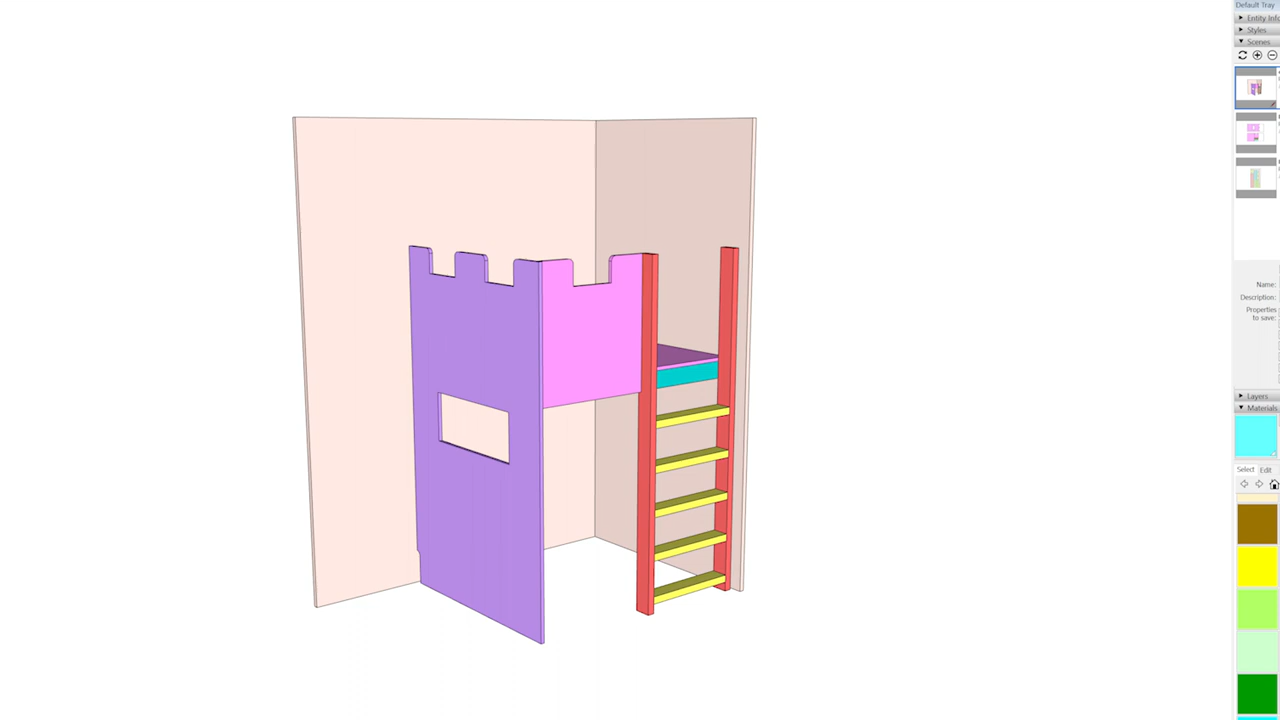 Default Tray
Entity Info
Styles
Scenes
Name:
Description:
Properties
to save:
Layers
Materials
Select Edit